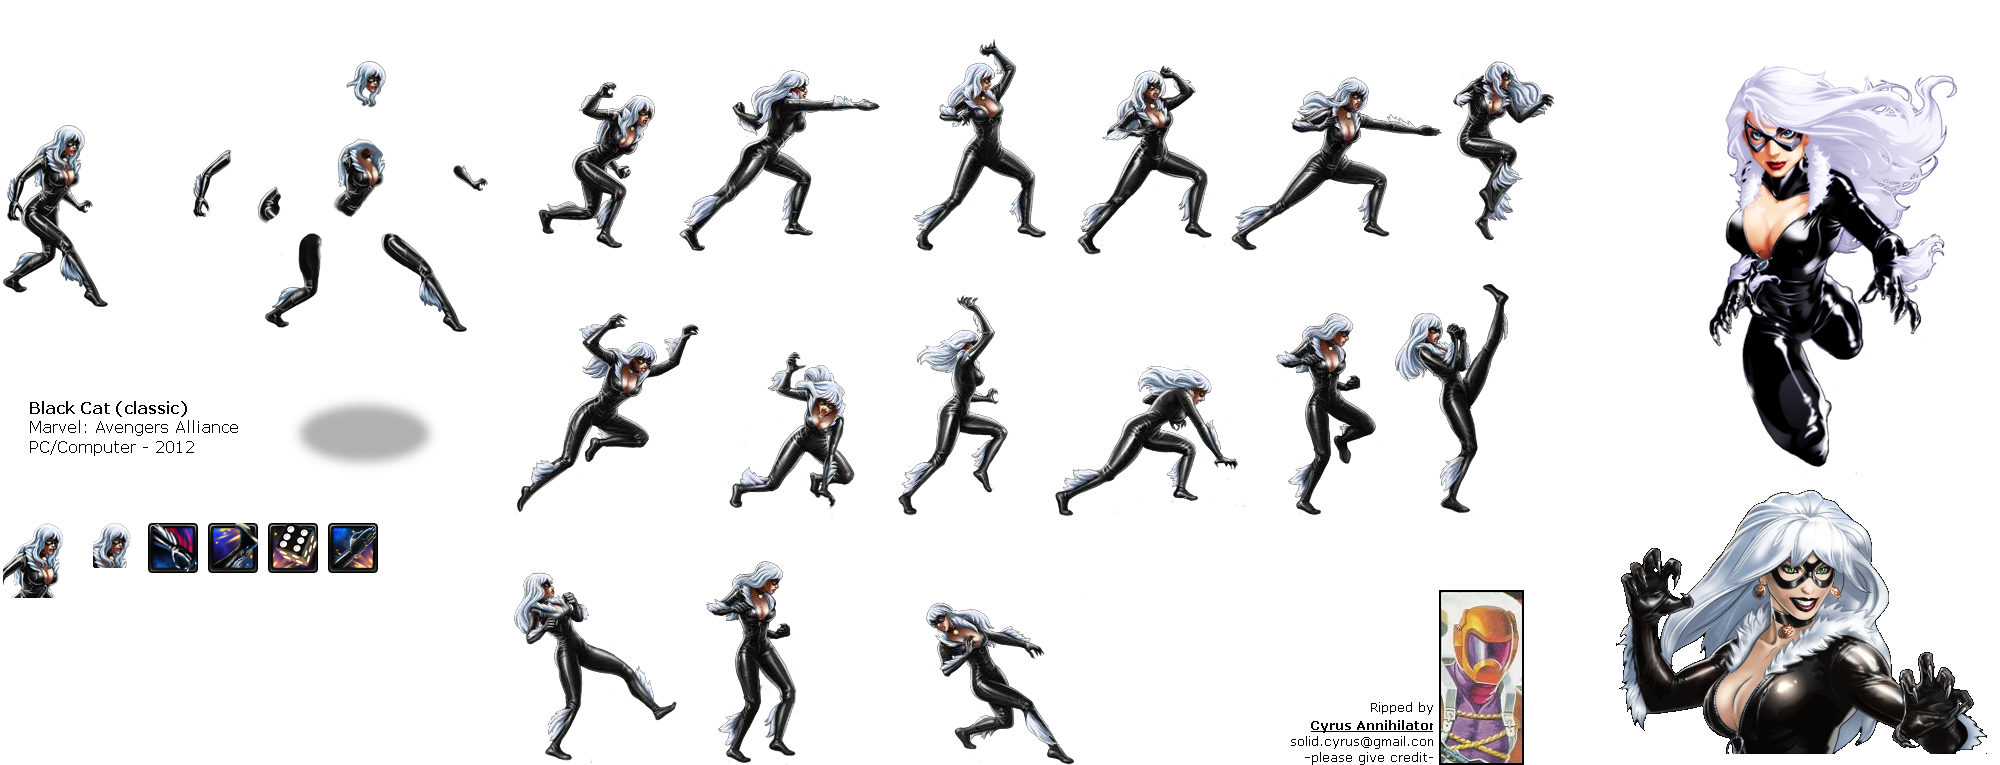 Black Cat (classic)
Marvel: Avengers Alliance
PC/Computer - 2012
Ripped by
Cyrus Annihilator
solid.cyrus@gmail.con
-please give credit-